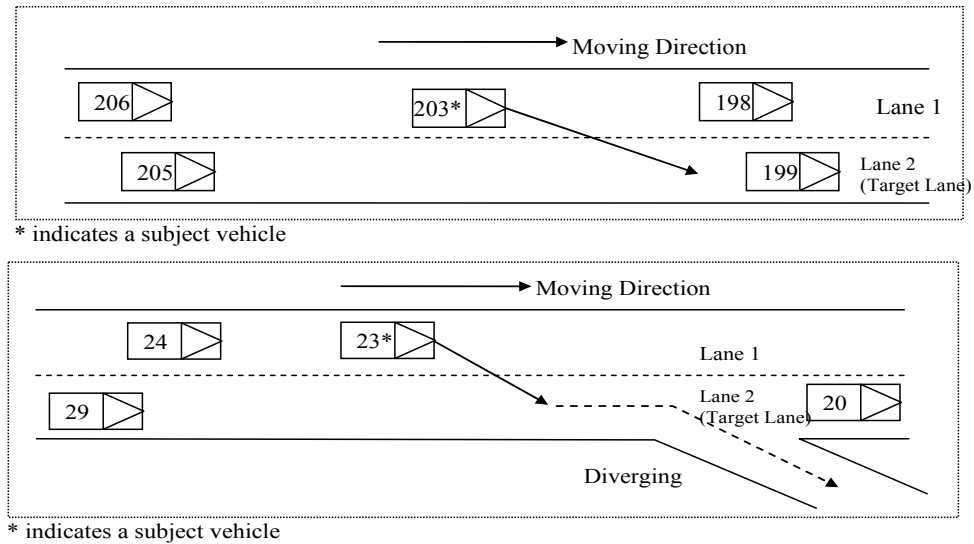 Moving Direction
206 203* 198 Lane 1
205 199 Lane 2
(Target Lane)
* indicates a subject vehicle
Moving Direction
24 23* Lane 1
29 Lane 2 20
(Target Lane)
Diverging
* indicates a subject vehicle